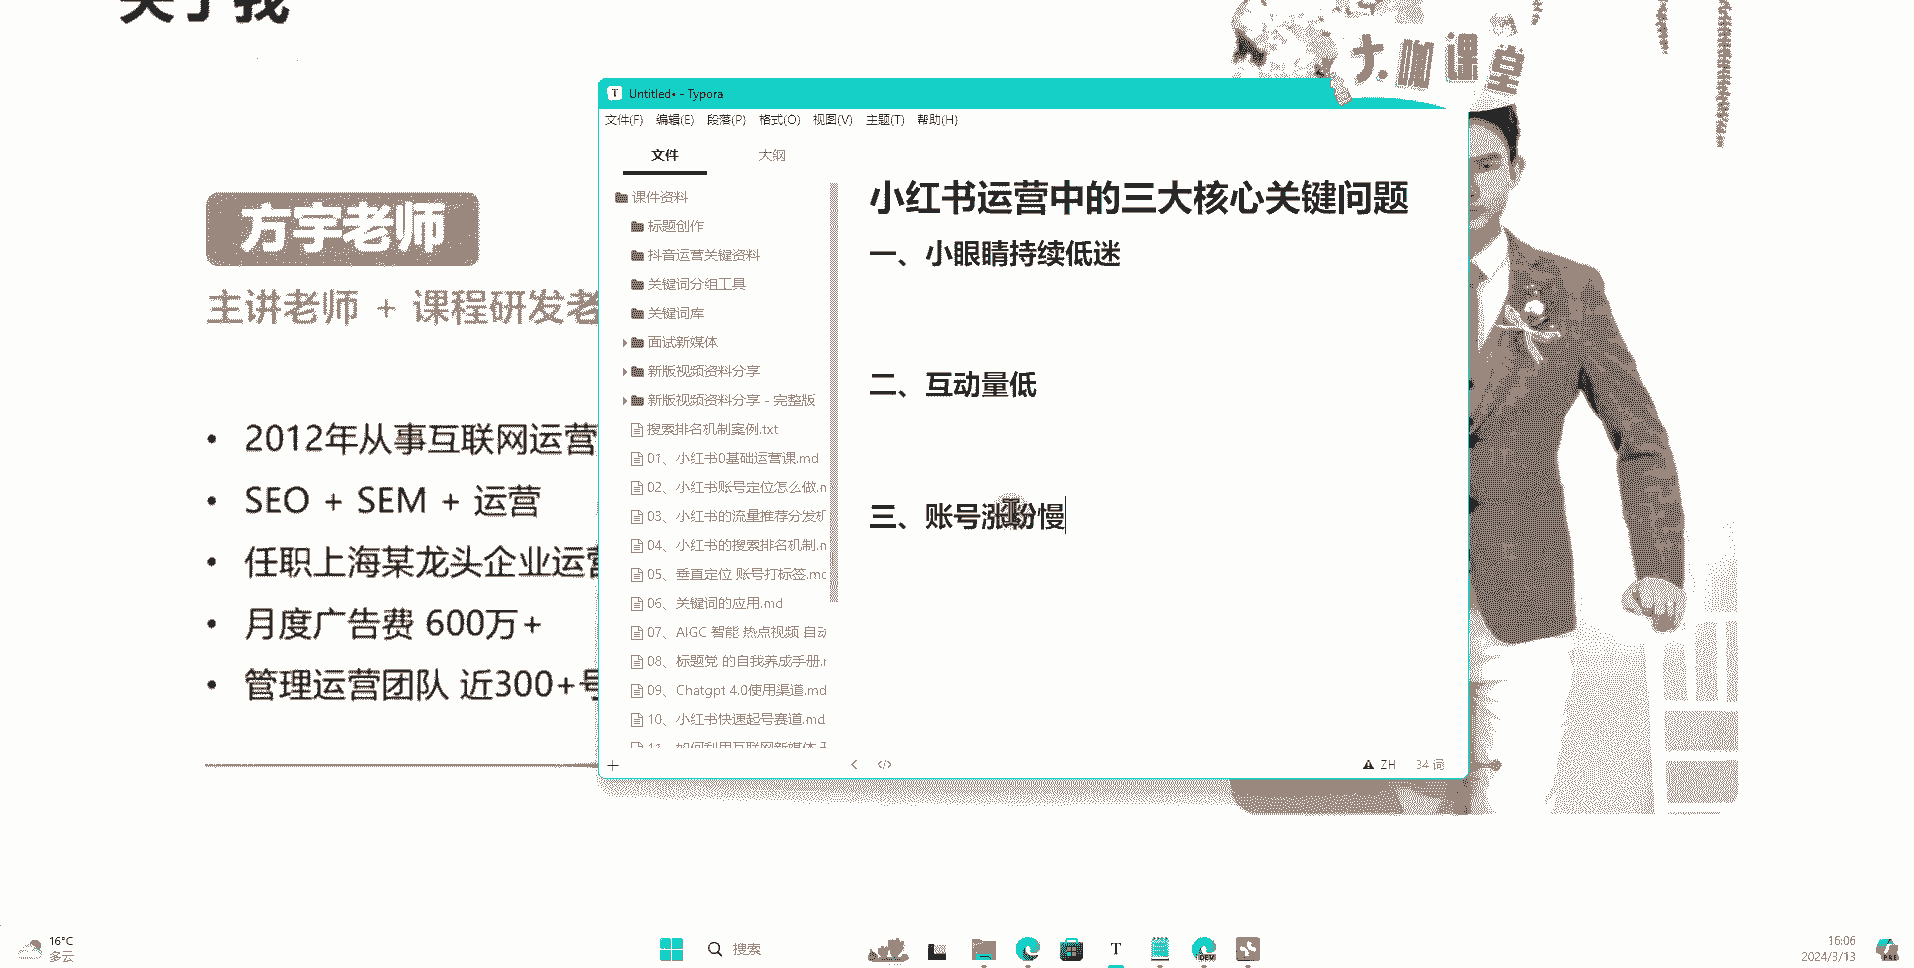 关于我
大咖课堂
方宇老师
主讲老师 + 课程研发老
• 2012年从事互联网运营
• SEO + SEM + 运营
• 任职上海某龙头企业运营
• 月度广告费 600万+
• 管理运营团队 近300+号
Untitled• - Typora
文件(F) 编辑(E) 段落(P) 格式(O) 视图(V) 主题(T) 帮助(H)
文件 大纲
课件资料
标题创作
抖音运营关键资料
关键词分组工具
关键词库
面试新媒体
新版视频资料分享
新版视频资料分享 - 完整版
搜索排名机制案例.txt
01、小红书0基础运营课.md
02、小红书账号定位怎么做.m
03、小红书的流量推荐分发机
04、小红书的搜索排名机制.m
05、垂直定位 账号打标签.md
06、关键词的应用.md
07、AIGC 智能 热点视频 自动
08、标题党 的自我养成手册.m
09、Chatgpt 4.0使用渠道.md
10、小红书快速起号赛道.md
11、如何利用互联网新媒体
小红书运营中的三大核心关键问题
一、小眼睛持续低迷
二、互动量低
三、账号涨粉慢
ZH 34 词
16°C
多云
搜索
16:06
2024/3/13